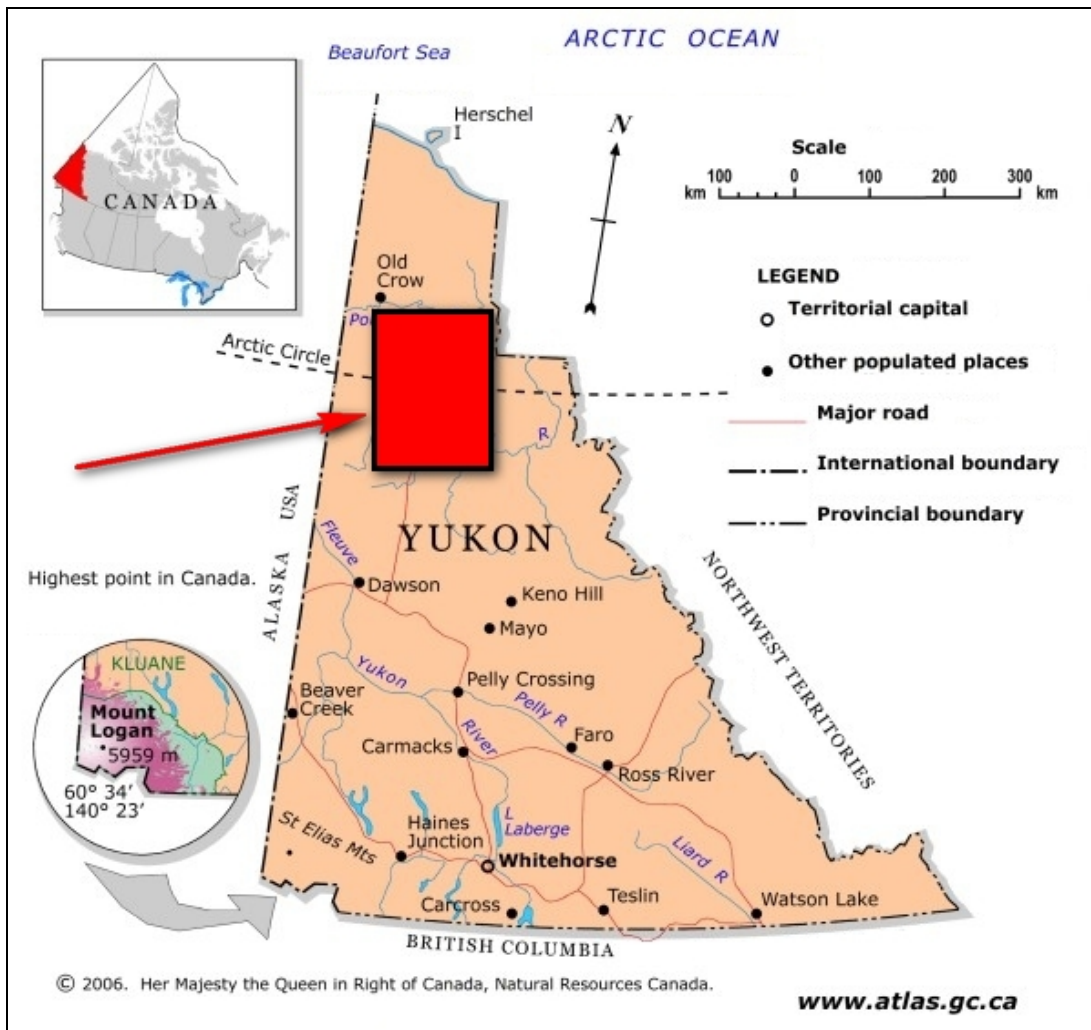 Beaufort Sea
ARCTIC OCEAN
Herschel
I
N
Scale
100 0 100 200 300
km km
CANADA
Old
Crow
LEGEND
Territorial capital
Other populated places
Major road
International boundary
Provincial boundary
Arctic Circle
R
ALASKA USA
YUKON
Fleuve
Dawson
Keno Hill
Mayo
NORTHWEST TERRITORIES
Highest point in Canada.
KLUANE
Mount
Logan
5959 m
60° 34’
140° 23’
Beaver
Creek
Yukon
River
Pelly Crossing
Pelly R
Faro
Carmacks
Ross River
St Elias Mts
Haines
Junction
L
Laberge
Whitehorse
Liard R
Carcross
Teslin
Watson Lake
BRITISH COLUMBIA
© 2006. Her Majesty the Queen in Right of Canada, Natural Resources Canada.
www.atlas.gc.ca